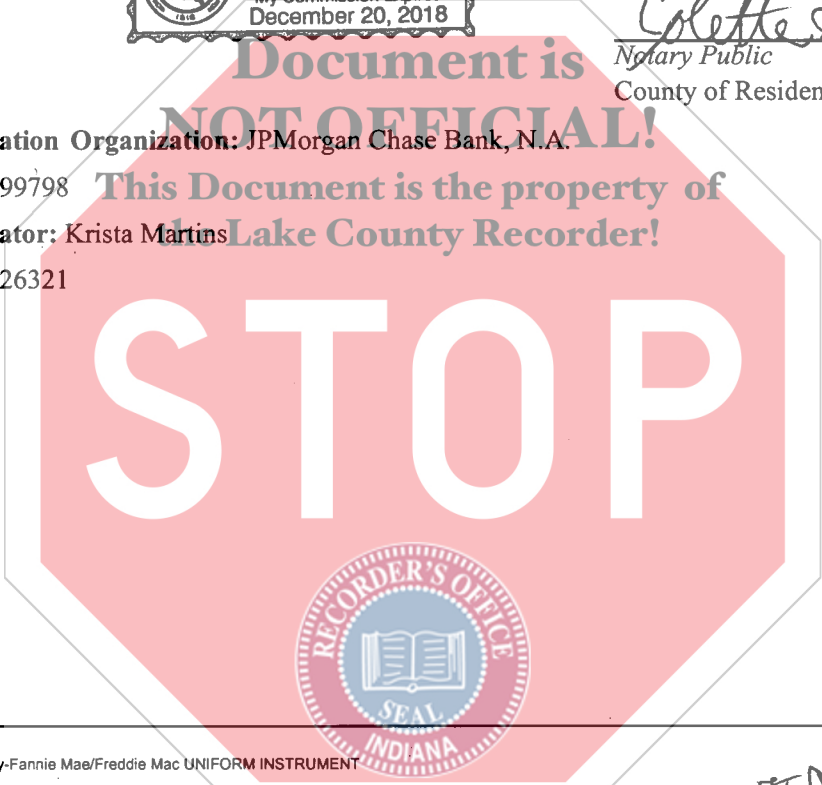 December 20, 2018
Colette
Notary Public
County of Residen
Document is
NOT OFFICIAL!
ation Organization: JPMorgan Chase Bank, N.A.
99798
This Document is the property of
the Lake County Recorder!
ator: Krista Martins
26321
STOP
RECORDER'S OFFICE
SEAL
INDIANA
y-Fannie Mae/Freddie Mac UNIFORM INSTRUMENT